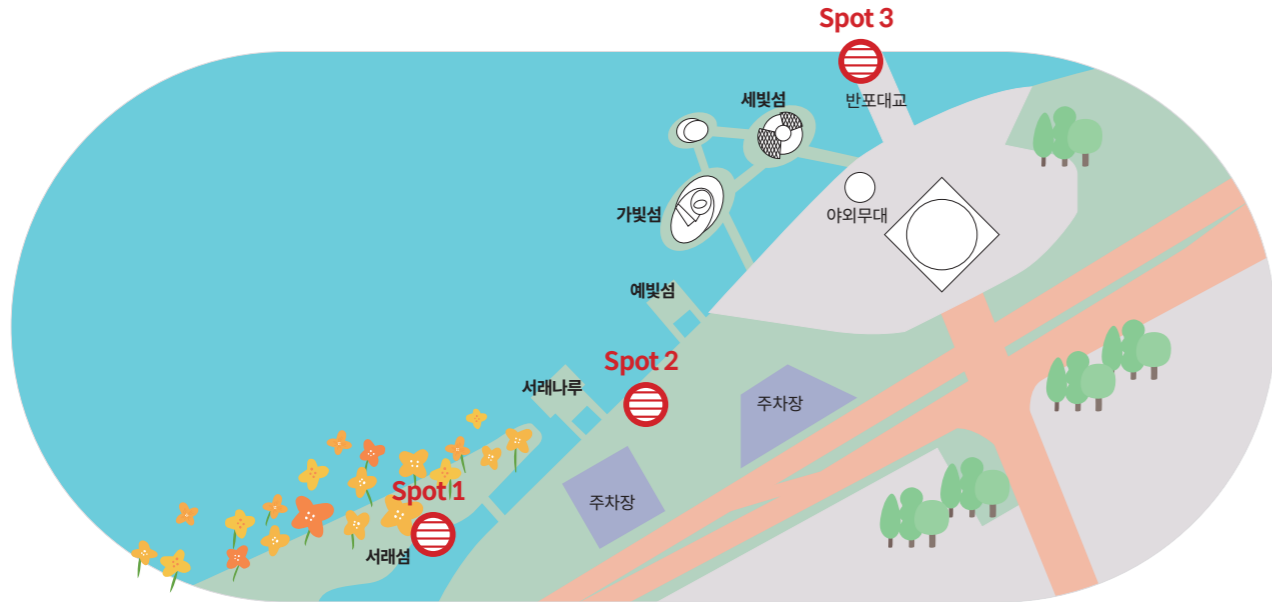 Spot 3
반포대교
세빛섬
가빛섬
야외무대
예빛섬
Spot 2
서래나루
주차장
Spot 1
주차장
서래섬